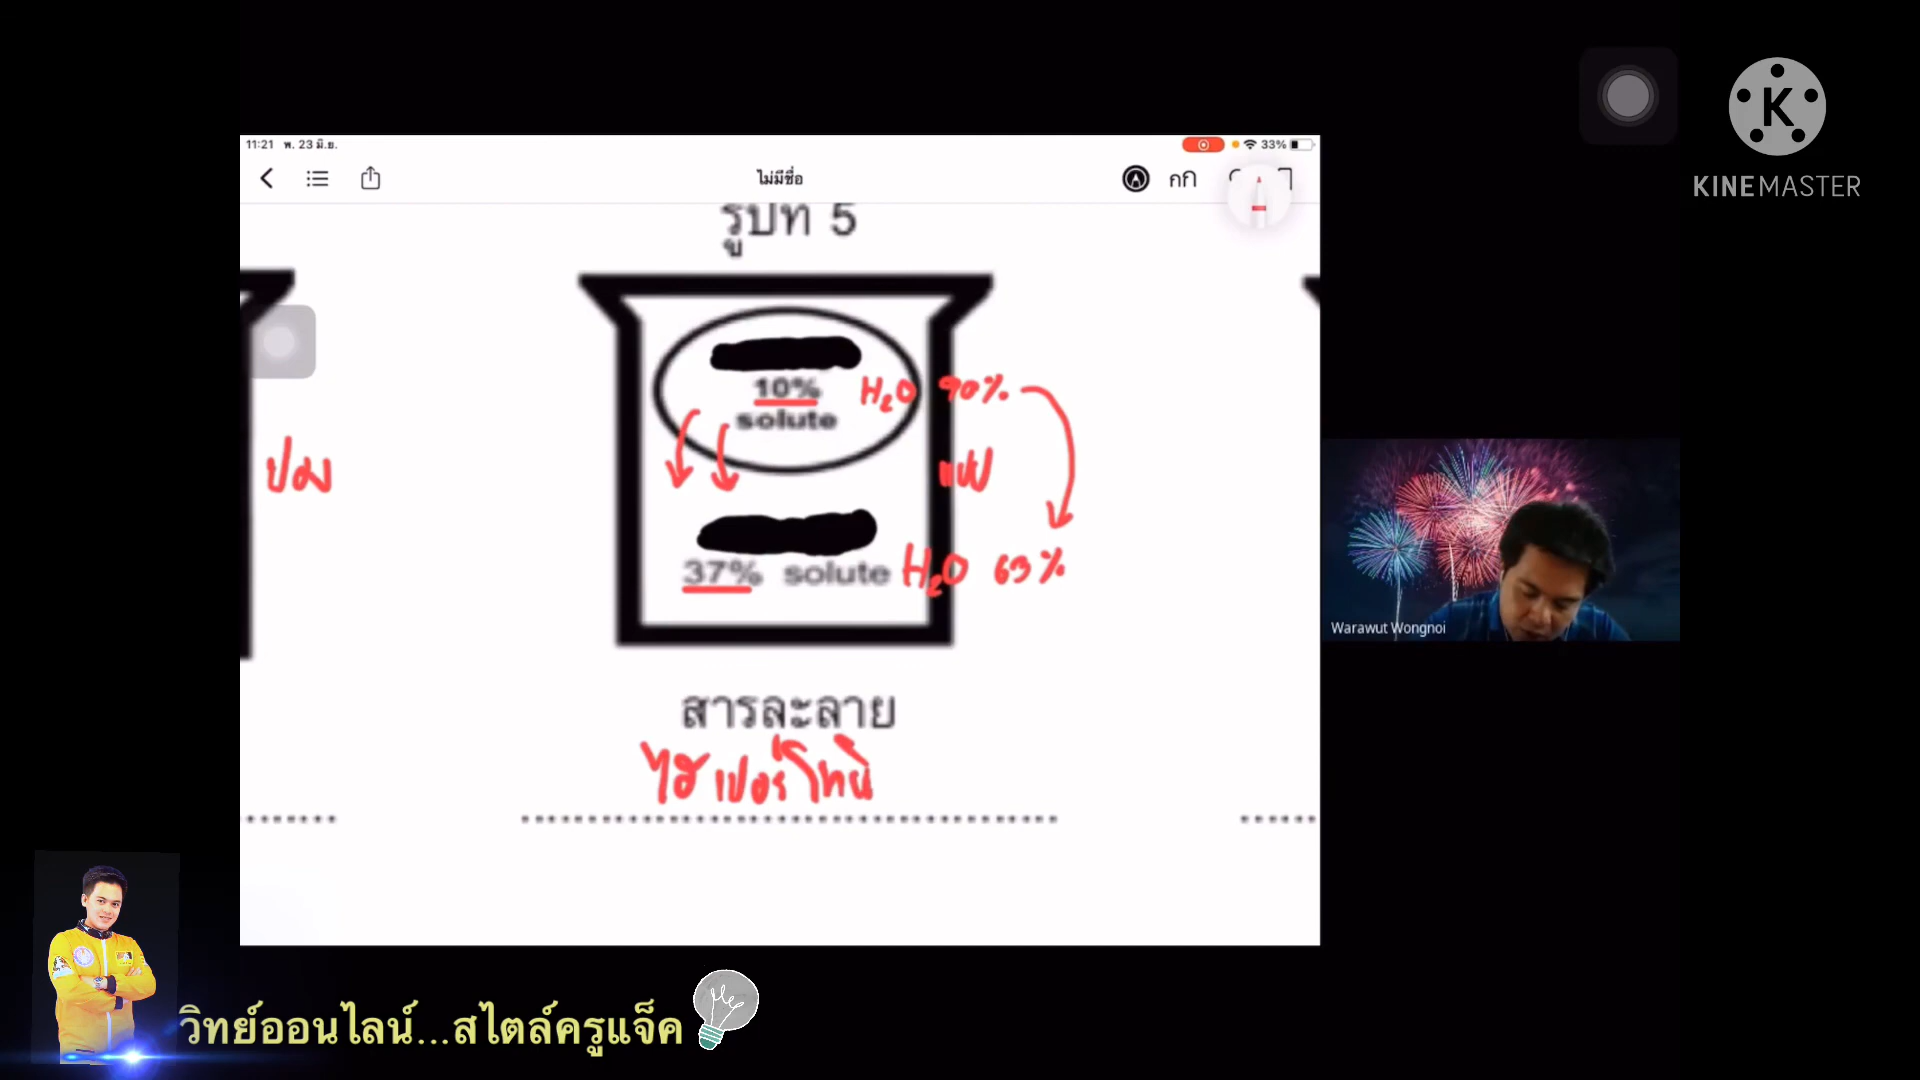 KINEMASTER
11:21 พ. 23 มิ.ย.
33%
ไม่มีชื่อ
กก
รูปที่ 5
10%
solute
H₂O 90%
ปม
แฟบ
37% solute
H₂O 63%
Warawut Wongnoi
สารละลาย
ไฮเปอร์โทนิ
วิทย์ออนไลน์...สไตล์ครูแจ็ค